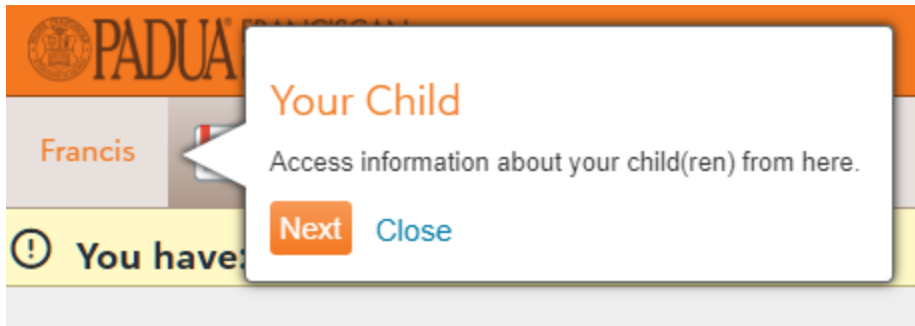 PADUA
Your Child
Francis
Access information about your child(ren) from here.
Next Close
You have: